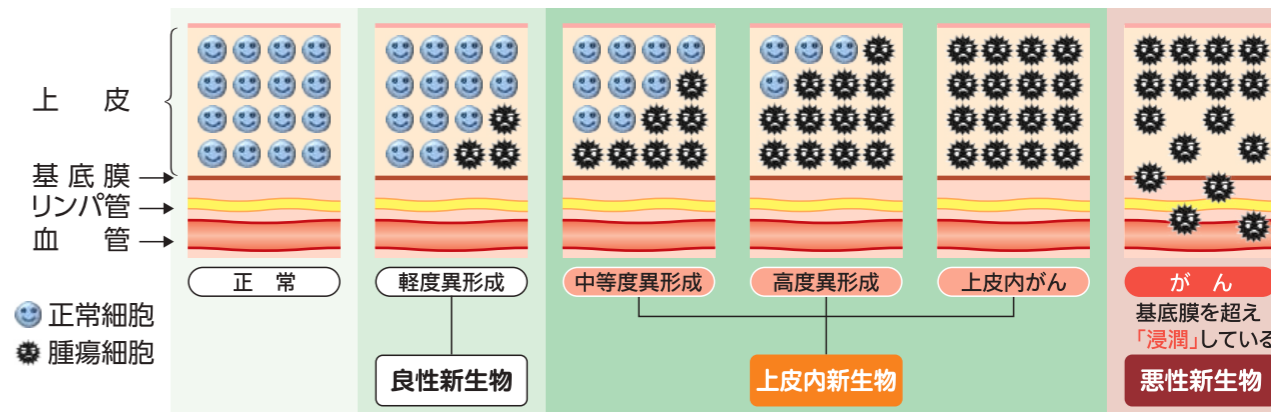 上　皮
基底膜
リンパ管
血　管
正　常
軽度異形成
中等度異形成
高度異形成
上皮内がん
が　ん
基底膜を超え
「浸潤」している
正常細胞
腫瘍細胞
良性新生物
上皮内新生物
悪性新生物